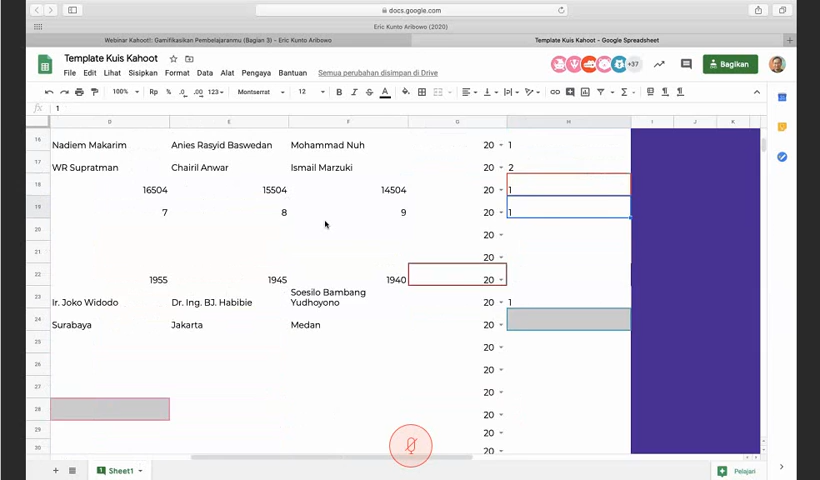 docs.google.com
Eric Kunto Aribowo (2020)
Webinar Kahoot!: Gamifikasikan Pembelajaranmu (Bagian 3) - Eric Kunto Aribowo
Template Kuis Kahoot - Google Spreadsheet
Template Kuis Kahoot
File Edit Lihat Sisipkan Format Data Alat Pengaya Bantuan Semua perubahan disimpan di Drive
+37
Bagikan
100% Rp % .0 .00 123 Montserrat 12 B I S A
fx 1
D E F G H I J K
16 Nadiem Makarim Anies Rasyid Baswedan Mohammad Nuh 20 1
17 WR Supratman Chairil Anwar Ismail Marzuki 20 2
18 16504 15504 14504 20 1
19 7 8 9 20 1
20 20
21 20
22 1955 1945 1940 20
23 Ir. Joko Widodo Dr. Ing. BJ. Habibie Soesilo Bambang Yudhoyono 20 1
24 Surabaya Jakarta Medan 20
25 20
26 20
27 20
28 20
29 20
30 20
Sheet1
Pelajari